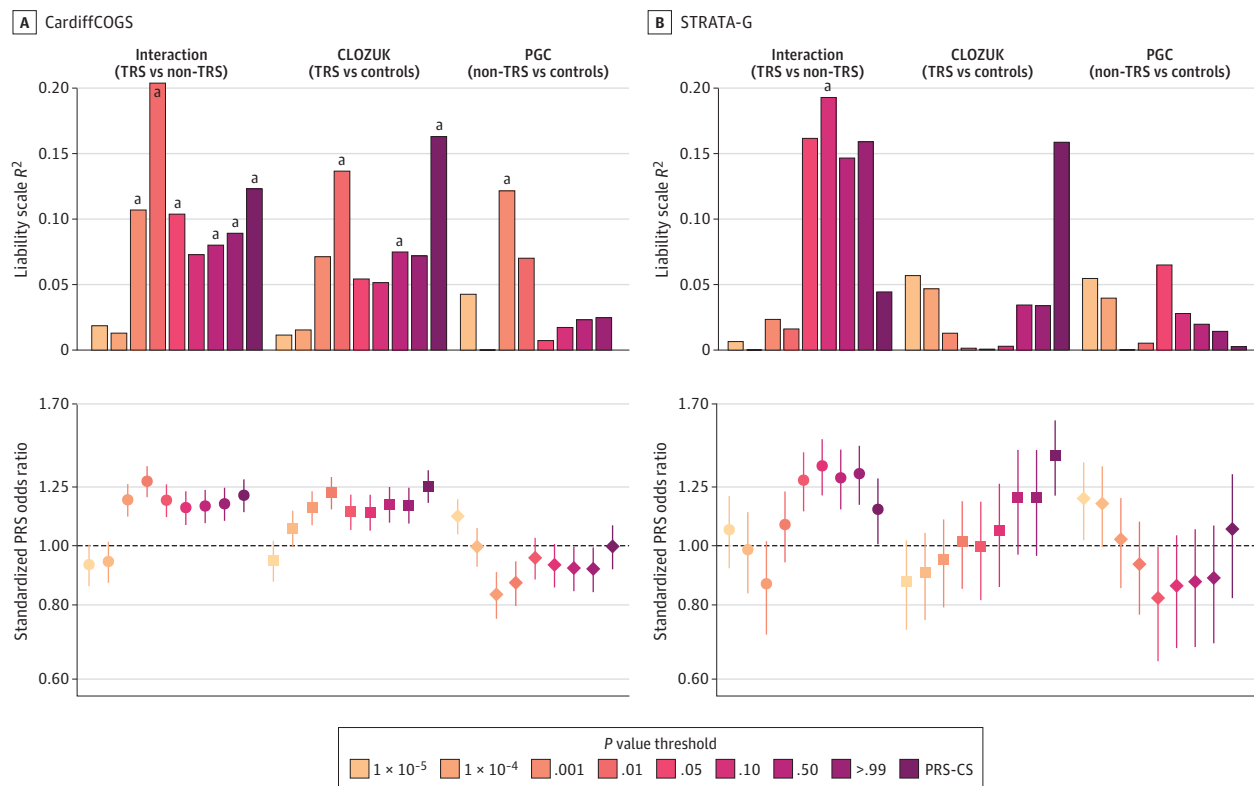 A CardiffCOGS
Interaction
(TRS vs non-TRS)
CLOZUK
(TRS vs controls)
PGC
(non-TRS vs controls)
0.20
0.15
0.10
0.05
0
Liability scale R²
a
a
a
a
a
a
a
a
a
a
1.70
1.25
1.00
0.80
0.60
Standardized PRS odds ratio
B STRATA-G
Interaction
(TRS vs non-TRS)
CLOZUK
(TRS vs controls)
PGC
(non-TRS vs controls)
0.20
0.15
0.10
0.05
0
Liability scale R²
a
1.70
1.25
1.00
0.80
0.60
Standardized PRS odds ratio
P value threshold
1 × 10⁻⁵ 1 × 10⁻⁴ .001 .01 .05 .10 .50 >.99 PRS-CS